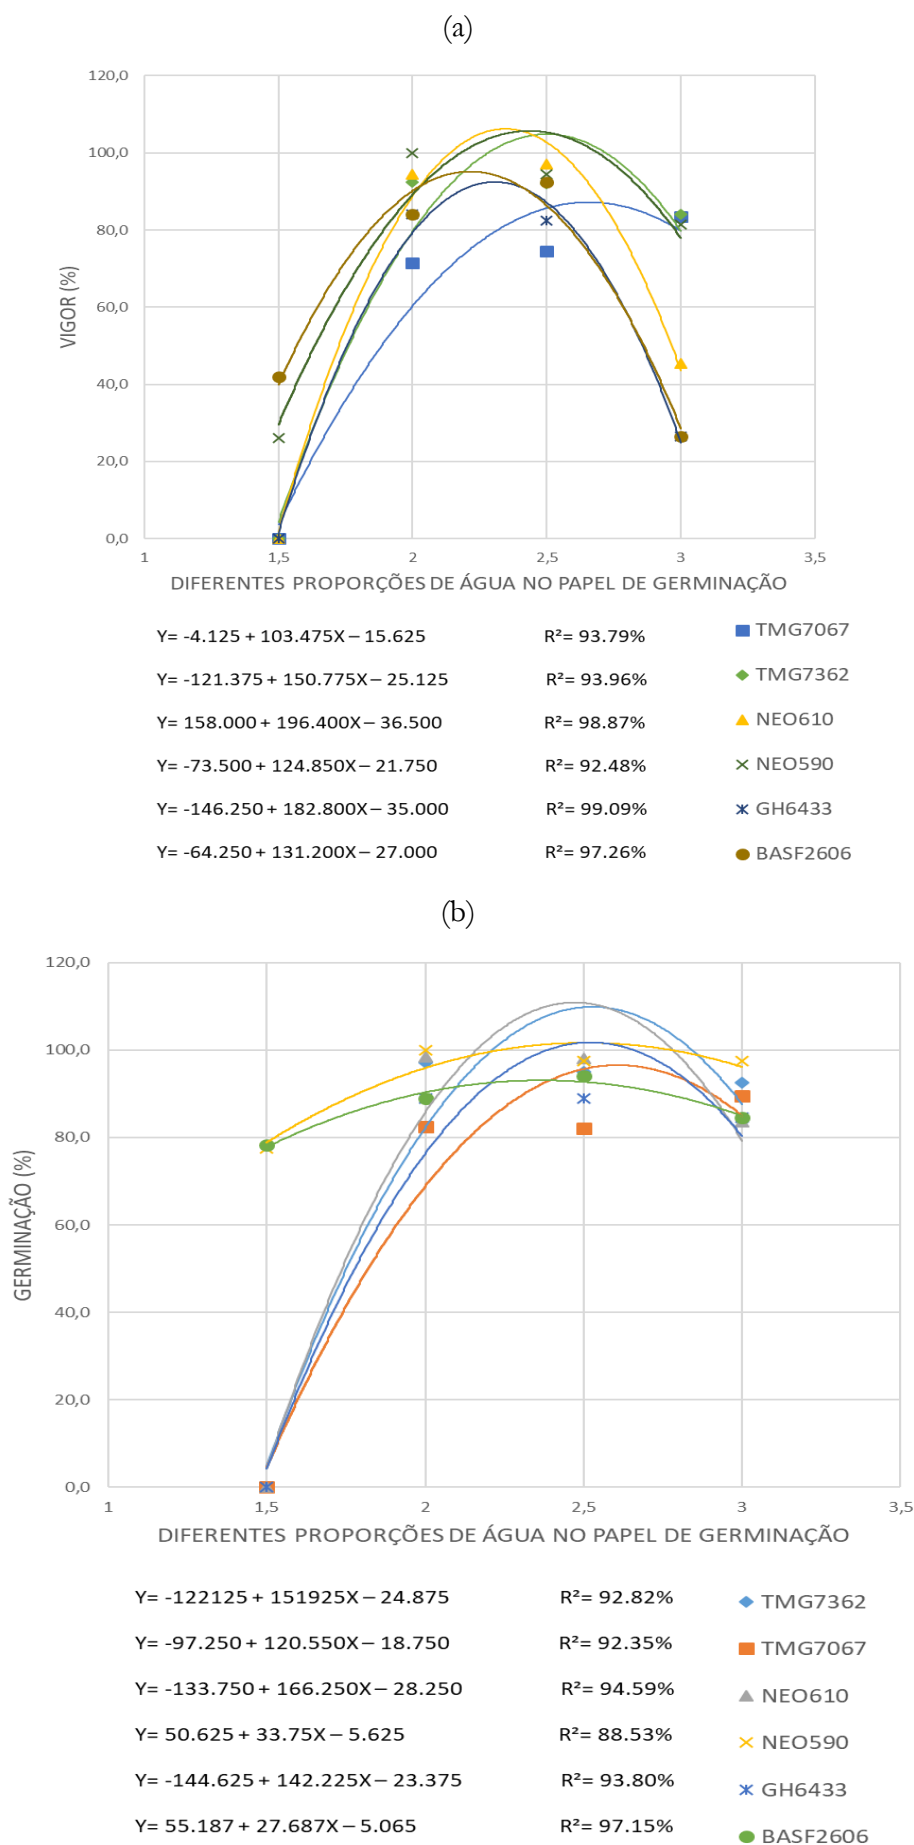 (a)
120,0
100,0
80,0
60,0
40,0
20,0
0,0
VIGOR (%)
1 1,5 2 2,5 3 3,5
DIFERENTES PROPORÇÕES DE ÁGUA NO PAPEL DE GERMINAÇÃO
Y= -4.125 + 103.475X – 15.625 R²= 93.79% TMG7067
Y= -121.375 + 150.775X – 25.125 R²= 93.96% TMG7362
Y= 158.000 + 196.400X – 36.500 R²= 98.87% NEO610
Y= -73.500 + 124.850X – 21.750 R²= 92.48% NEO590
Y= -146.250 + 182.800X – 35.000 R²= 99.09% GH6433
Y= -64.250 + 131.200X – 27.000 R²= 97.26% BASF2606
(b)
120,0
100,0
80,0
60,0
40,0
20,0
0,0
GERMINAÇÃO (%)
1 1,5 2 2,5 3 3,5
DIFERENTES PROPORÇÕES DE ÁGUA NO PAPEL DE GERMINAÇÃO
Y= -122125 + 151925X – 24.875 R²= 92.82% TMG7362
Y= -97.250 + 120.550X – 18.750 R²= 92.35% TMG7067
Y= -133.750 + 166.250X – 28.250 R²= 94.59% NEO610
Y= 50.625 + 33.75X – 5.625 R²= 88.53% NEO590
Y= -144.625 + 142.225X – 23.375 R²= 93.80% GH6433
Y= 55.187 + 27.687X – 5.065 R²= 97.15% BASF2606